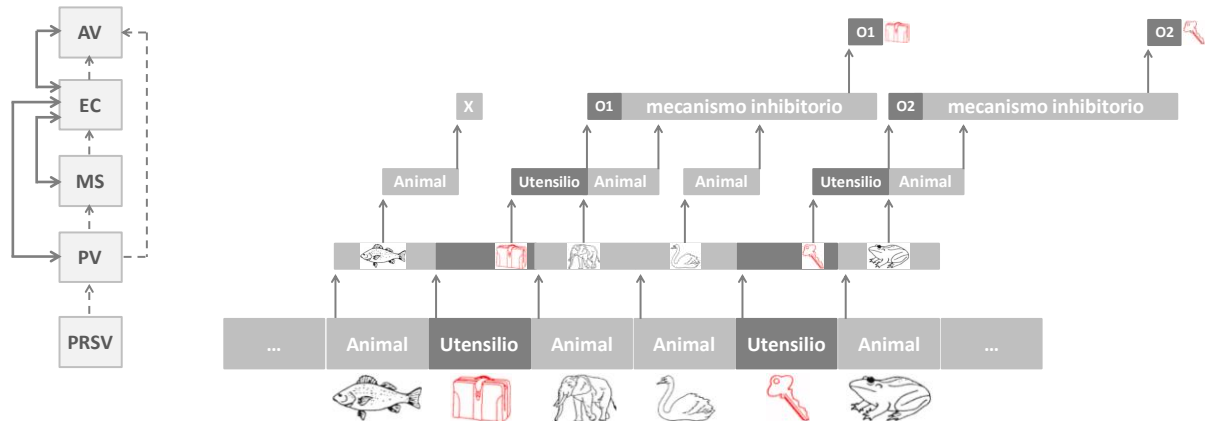 AV
EC
MS
PV
PRSV
O1
O2
X
O1 mecanismo inhibitorio
O2 mecanismo inhibitorio
Animal
Utensilio Animal
Animal
Utensilio Animal
... Animal Utensilio Animal Animal Utensilio Animal ...